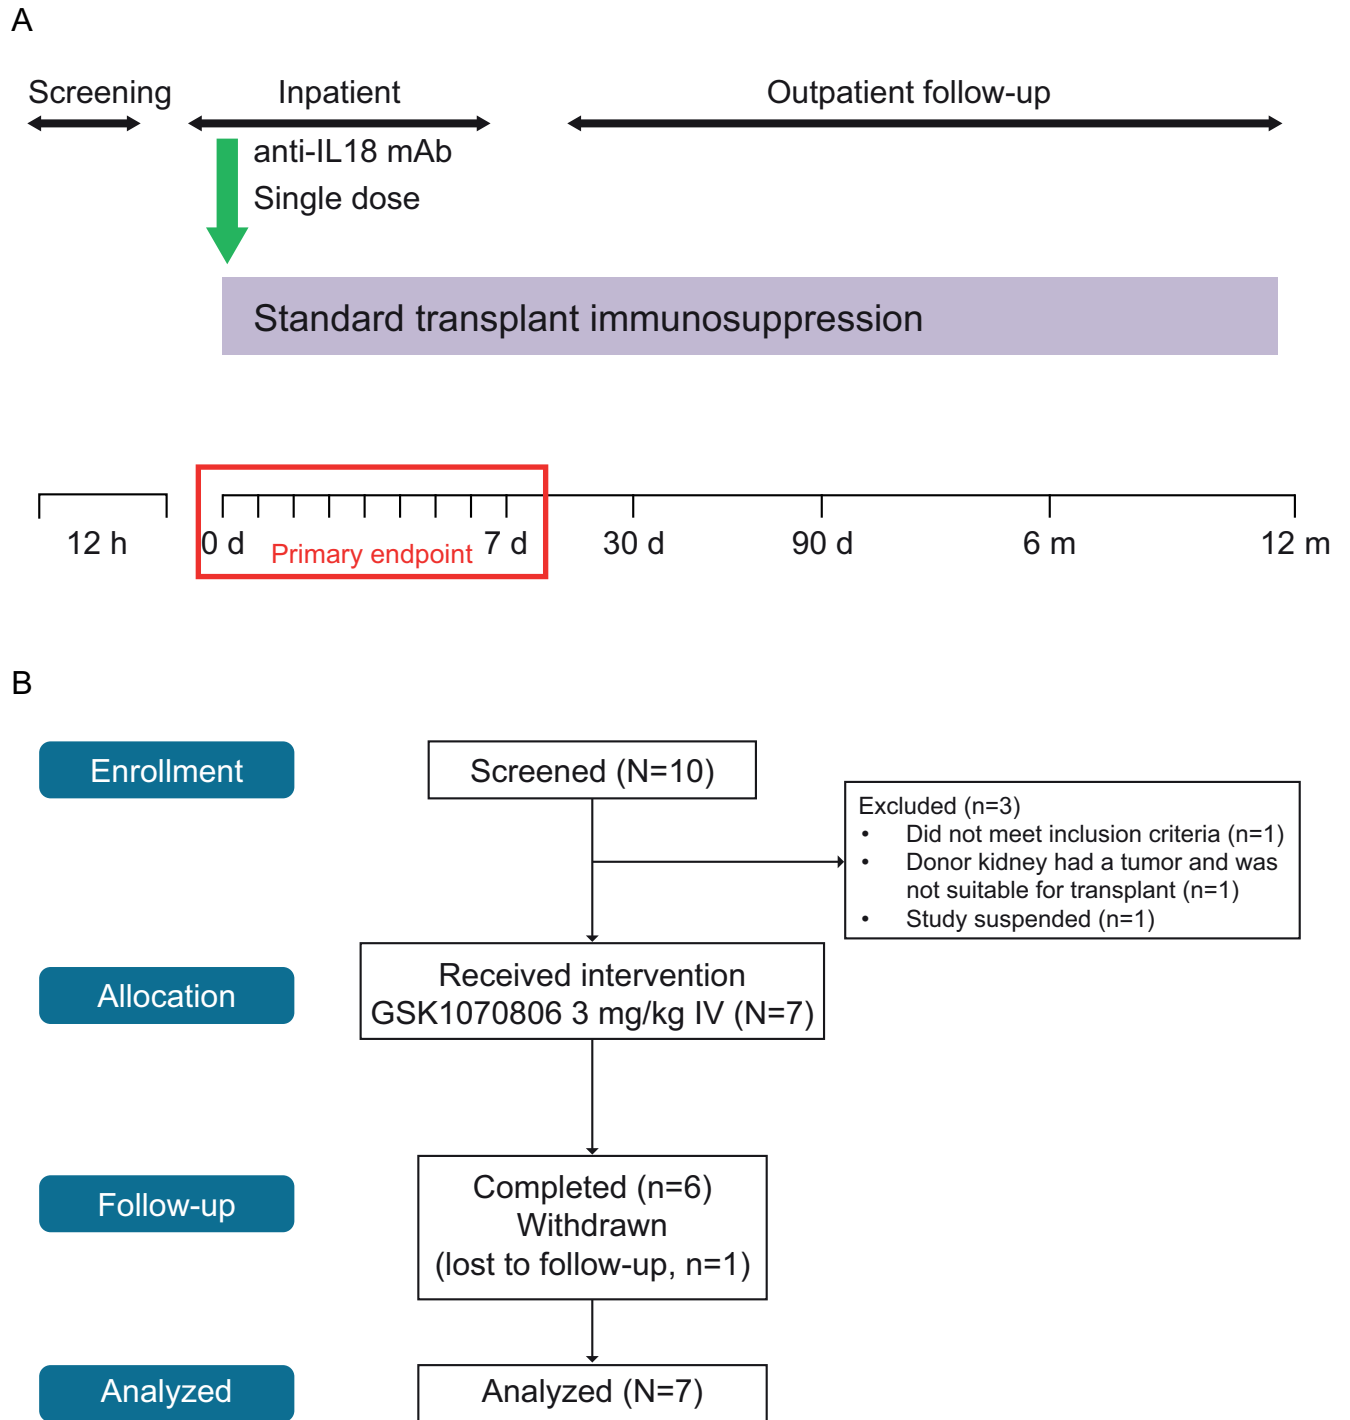 A
Screening
Inpatient
Outpatient follow-up
anti-IL18 mAb
Single dose
Standard transplant immunosuppression
12 h
0 d
Primary endpoint
7 d
30 d
90 d
6 m
12 m
B
Enrollment
Screened (N=10)
Excluded (n=3)
• Did not meet inclusion criteria (n=1)
• Donor kidney had a tumor and was
not suitable for transplant (n=1)
• Study suspended (n=1)
Allocation
Received intervention
GSK1070806 3 mg/kg IV (N=7)
Follow-up
Completed (n=6)
Withdrawn
(lost to follow-up, n=1)
Analyzed
Analyzed (N=7)